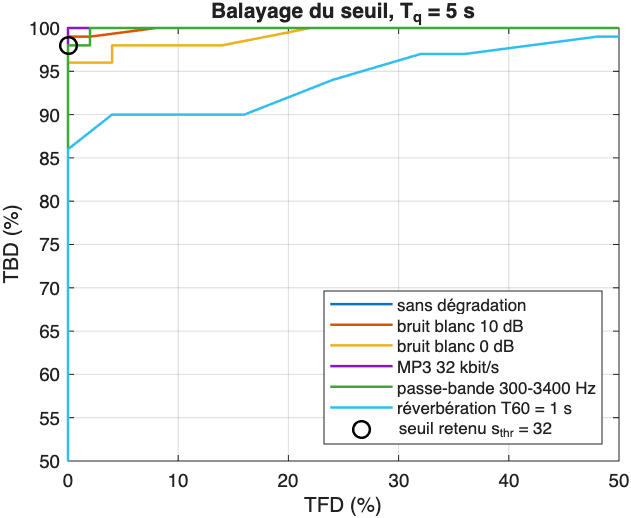 Balayage du seuil, Tq = 5 s
100
95
90
85
80
75
70
65
60
55
50
TBD (%)
0 10 20 30 40 50
TFD (%)
sans dégradation
bruit blanc 10 dB
bruit blanc 0 dB
MP3 32 kbit/s
passe-bande 300-3400 Hz
réverbération T60 = 1 s
seuil retenu sthr = 32